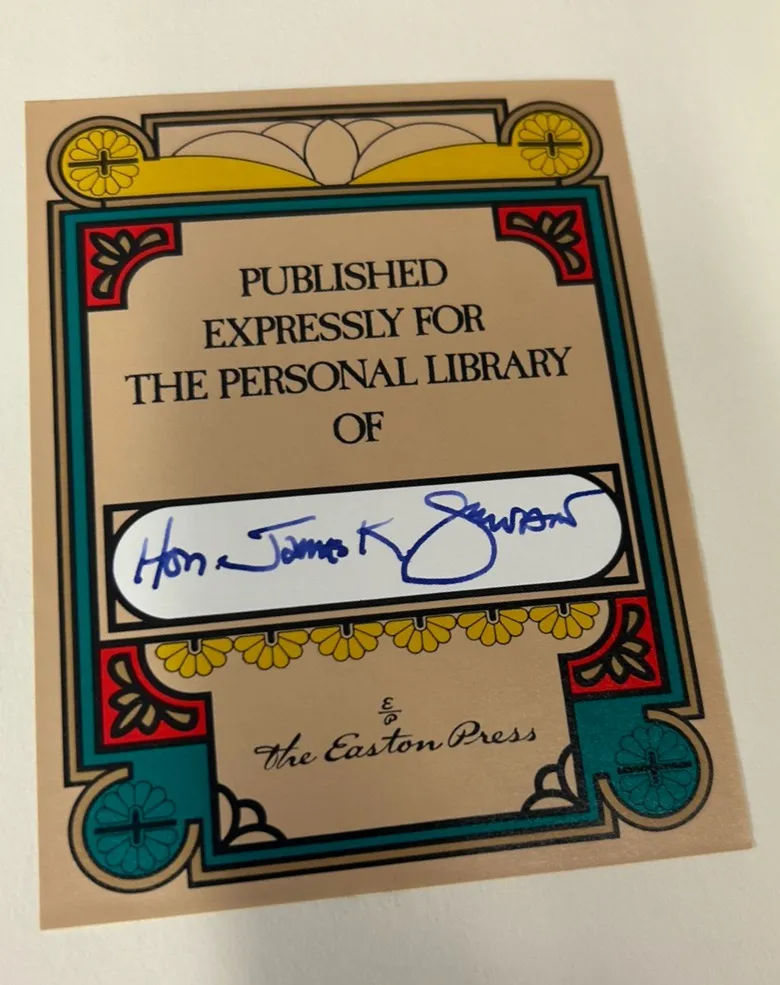 PUBLISHED
EXPRESSLY FOR
THE PERSONAL LIBRARY
OF
Hon. James K.
E
P
The Easton Press